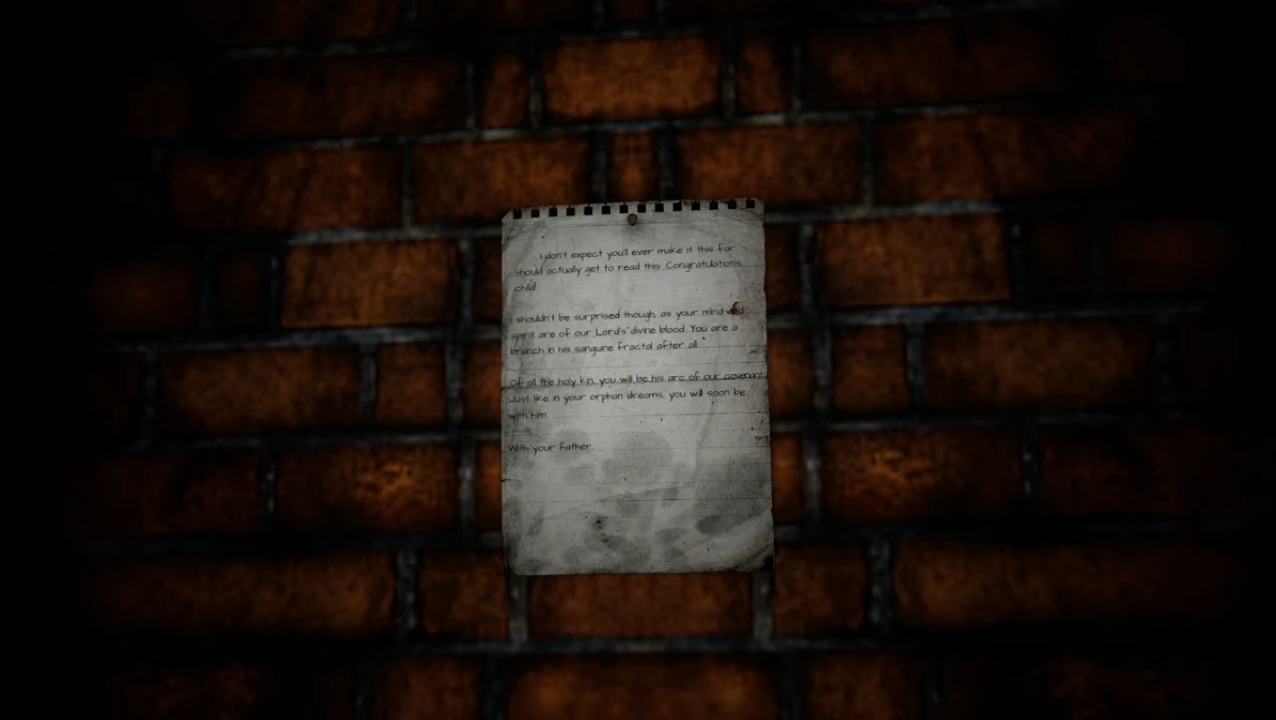 I don't expect you'll ever make it this far
should actually get to read this. Congratulations,
child!
I shouldn't be surprised though, as your mind and
spirit are of our Lord's divine blood. You are a
branch in his sanguine fractal after all.
Of all the holy kin, you will be his arc of our covenant.
Just like in your orphan dreams, you will soon be
with him.
With your father.